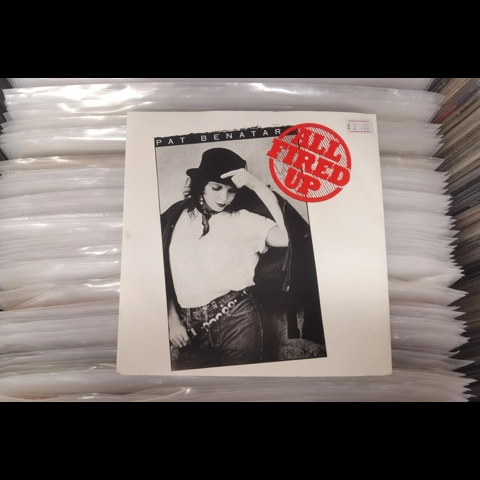 PAT BENATAR
ALL
FIRED
UP